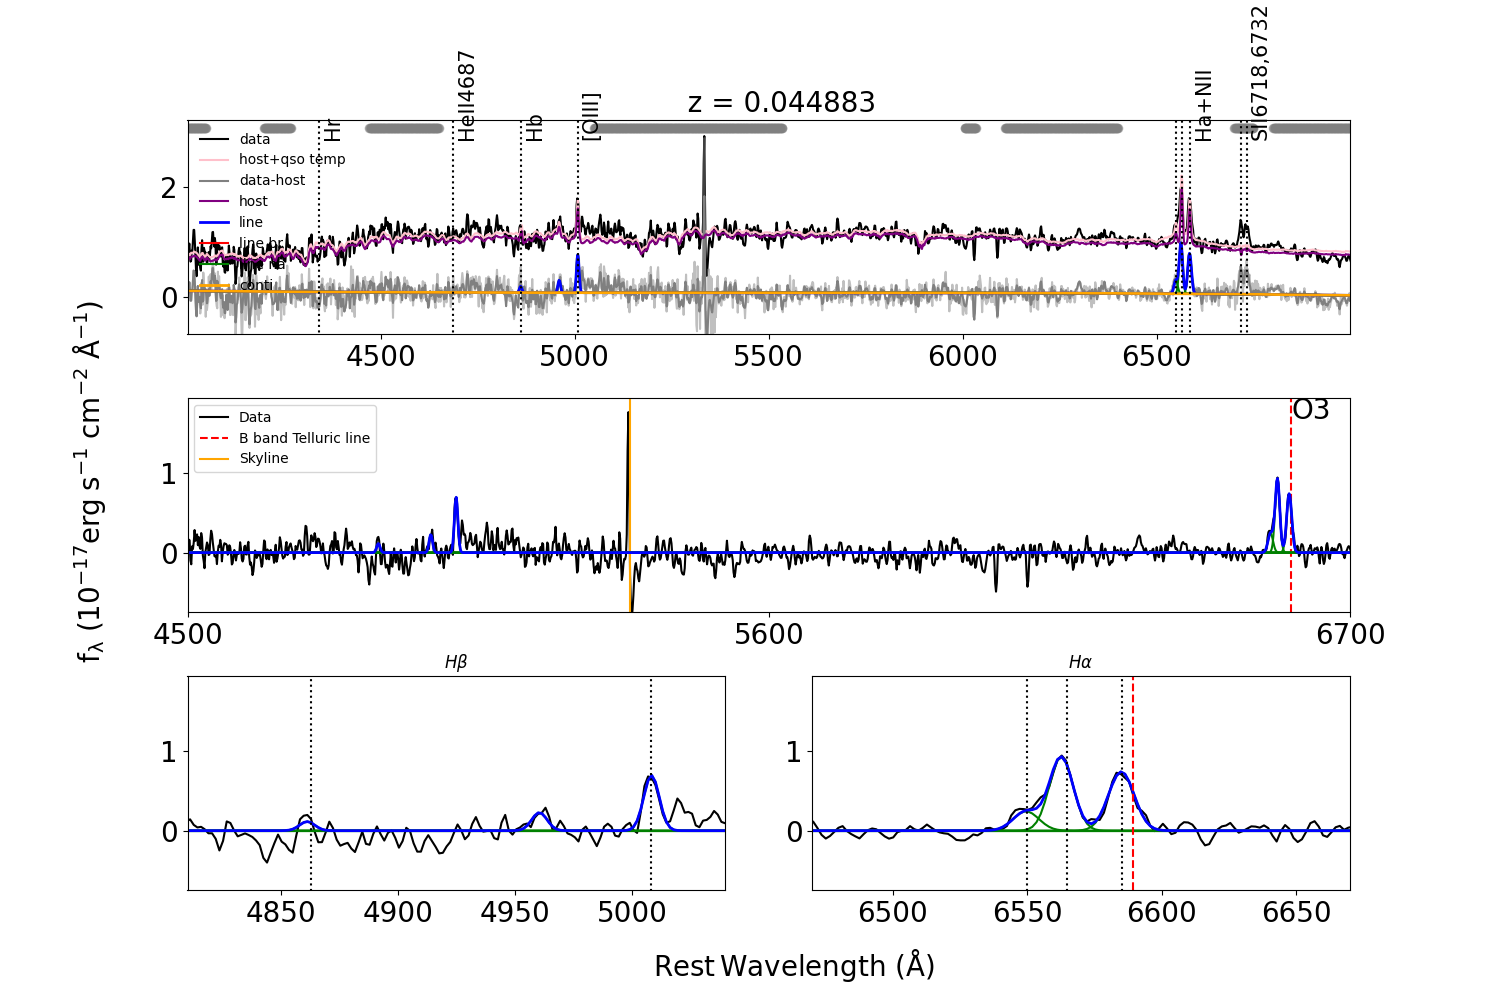 z = 0.044883
Hr
HeII4687
Hb
[OIII]
Ha+NII
SII6718,6732
data
host+qso temp
data-host
host
line
line br
conti
2
0
4500
5000
5500
6000
6500
fλ (10⁻¹⁷erg s⁻¹ cm⁻² Å⁻¹)
Data
B band Telluric line
Skyline
O3
1
0
4500
5600
6700
Hβ
1
0
4850
4900
4950
5000
Hα
1
0
6500
6550
6600
6650
Rest Wavelength (Å)